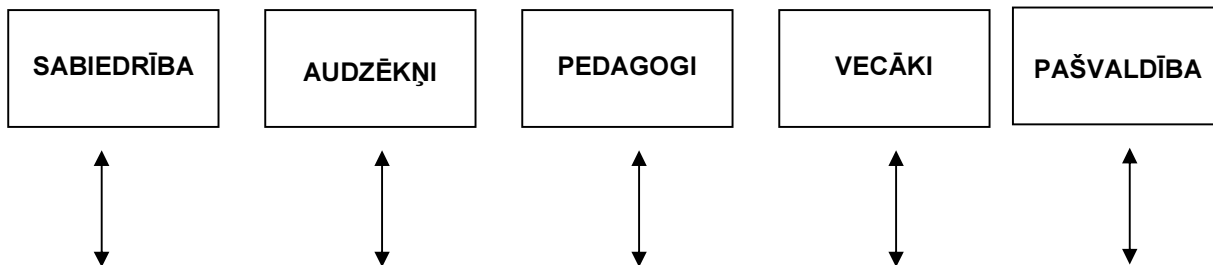 SABIEDRĪBA
AUDZĒKŅI
PEDAGOGI
VECĀKI
PAŠVALDĪBA